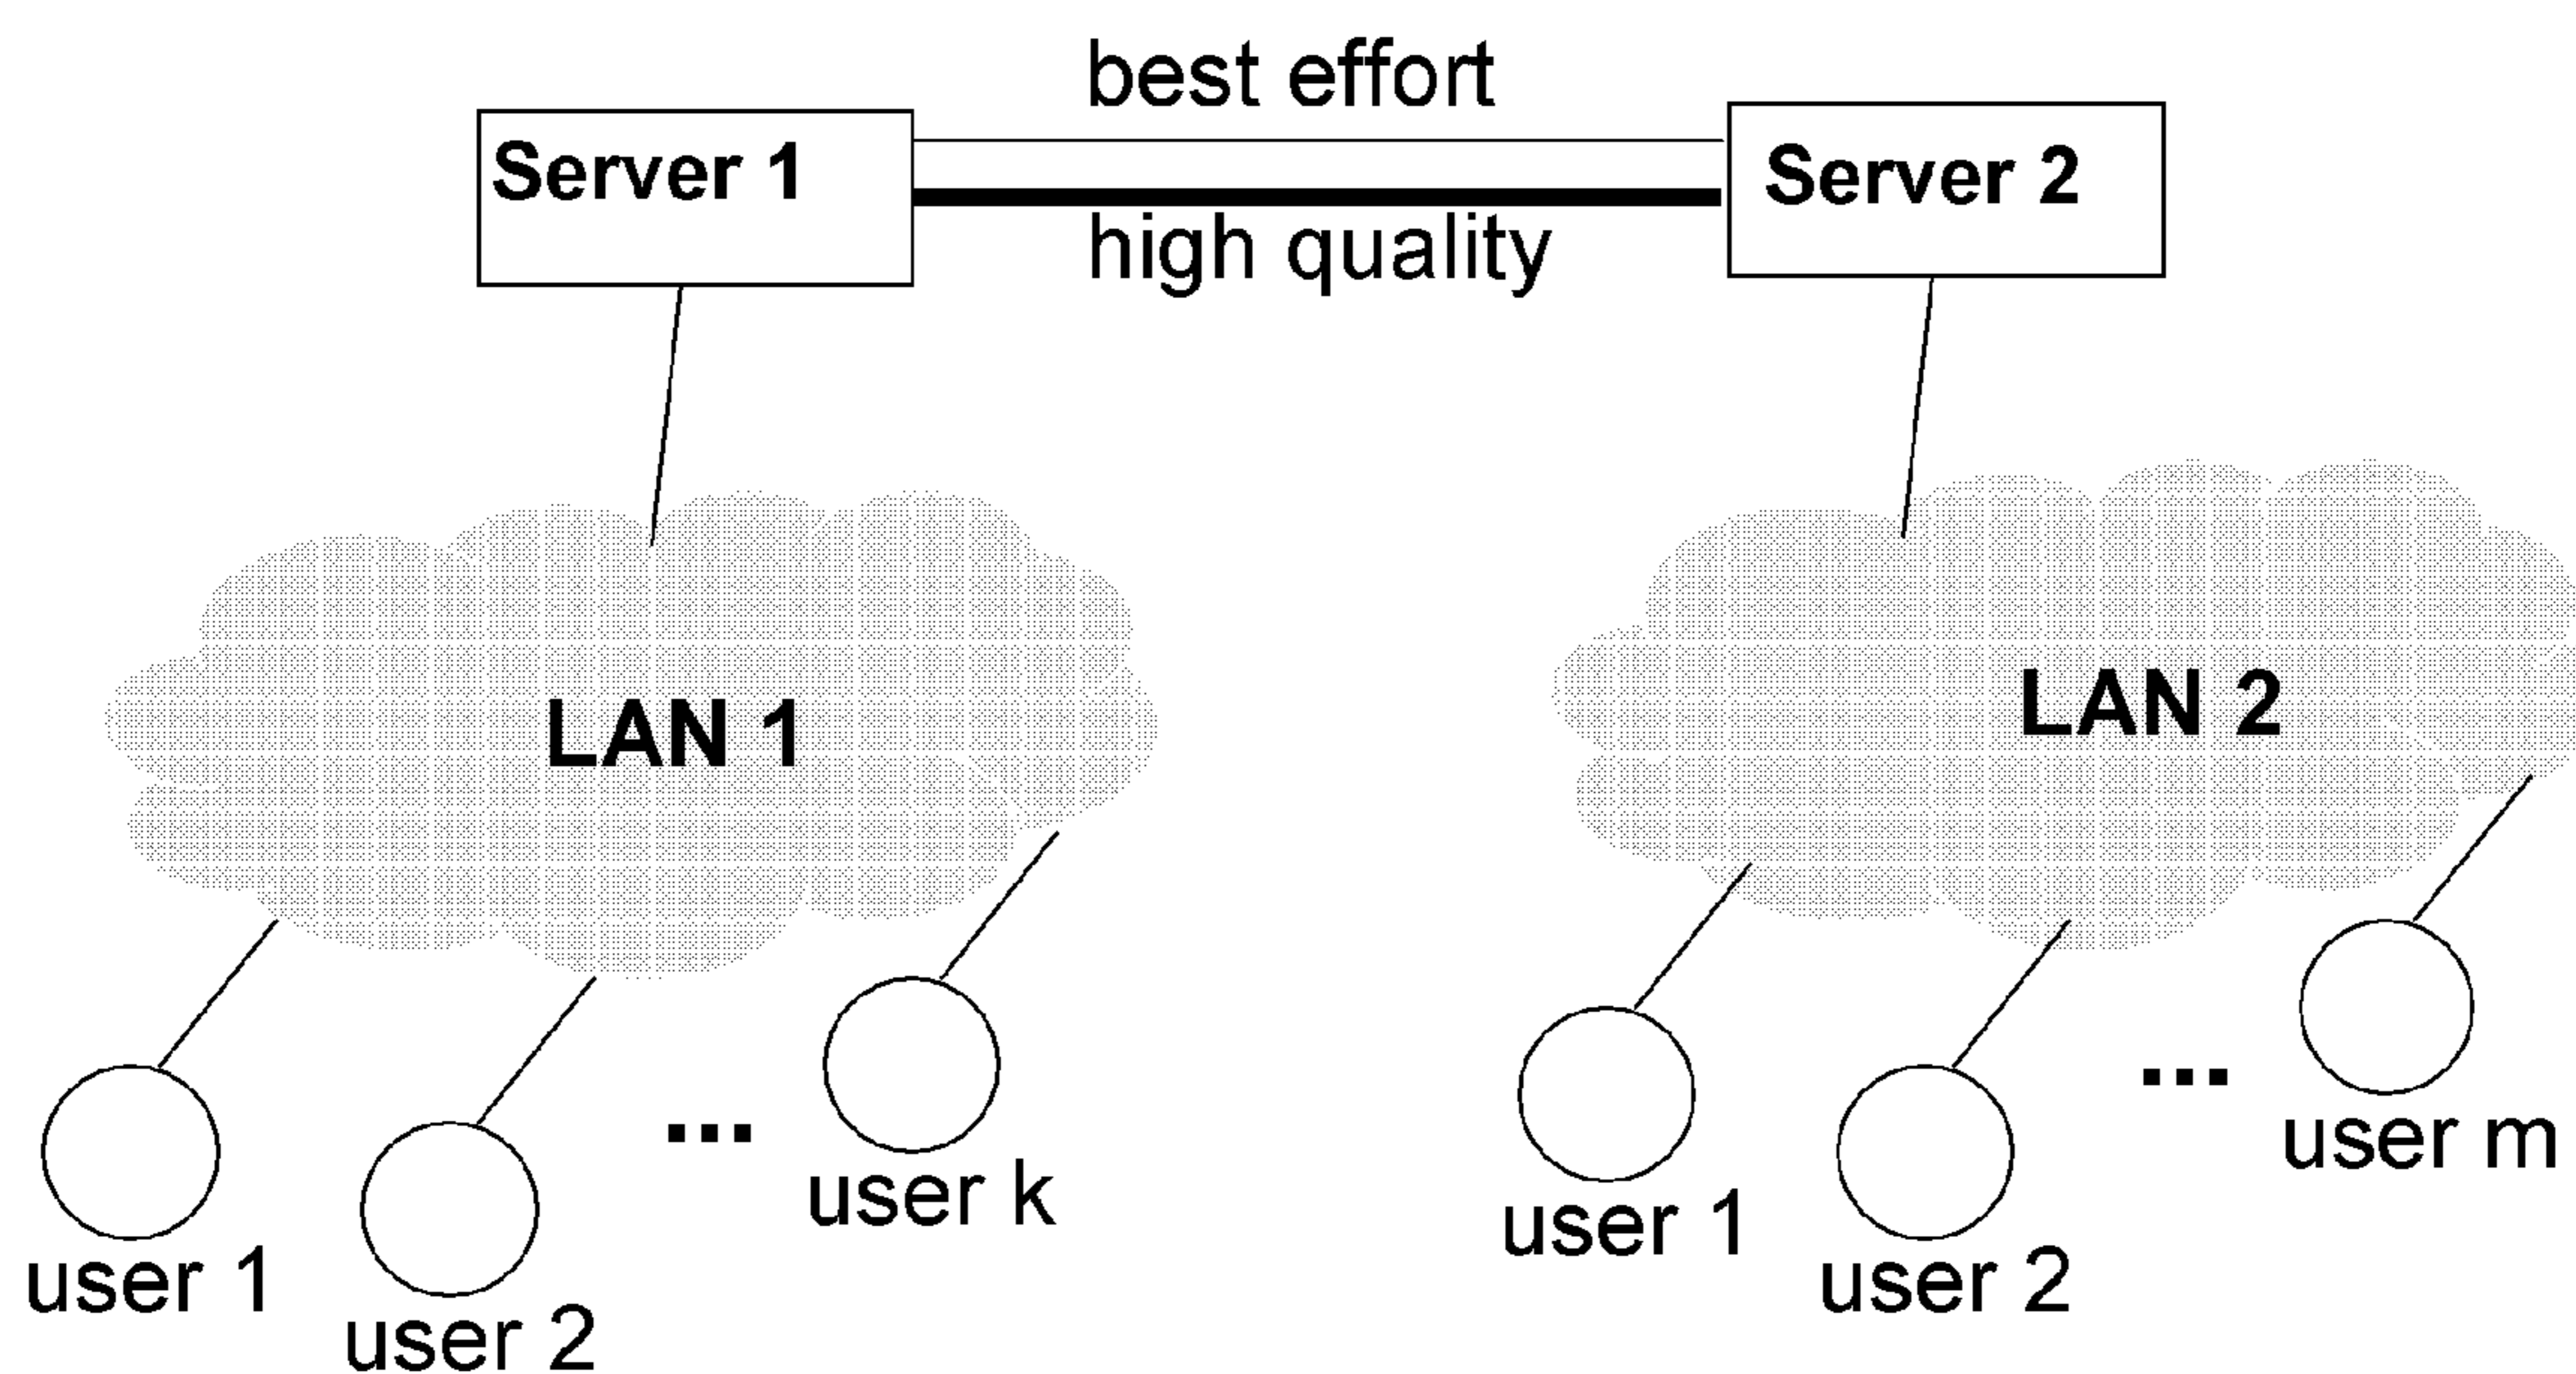 best effort
Server 1
Server 2
high quality
LAN 1
LAN 2
...
...
user k
user m
user 1
user 2
user 1
user 2